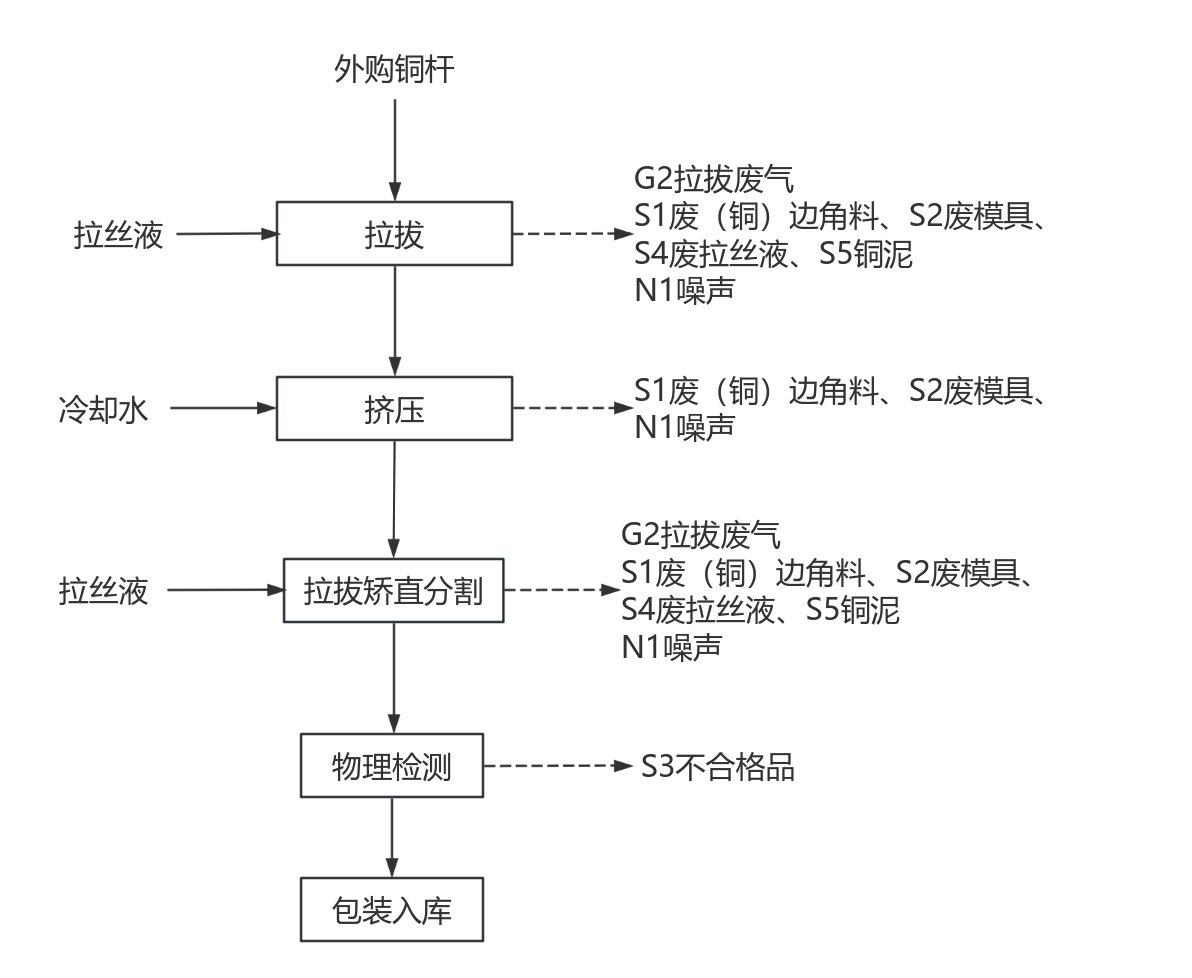 外购铜杆
G2拉拔废气
S1废（铜）边角料、S2废模具、
拉丝液
拉拔
S4废拉丝液、S5铜泥
N1噪声
S1废（铜）边角料、S2废模具、
冷却水
挤压
N1噪声
G2拉拔废气
S1废（铜）边角料、S2废模具、
拉丝液
拉拔矫直分割
S4废拉丝液、S5铜泥
N1噪声
物理检测
S3不合格品
包装入库